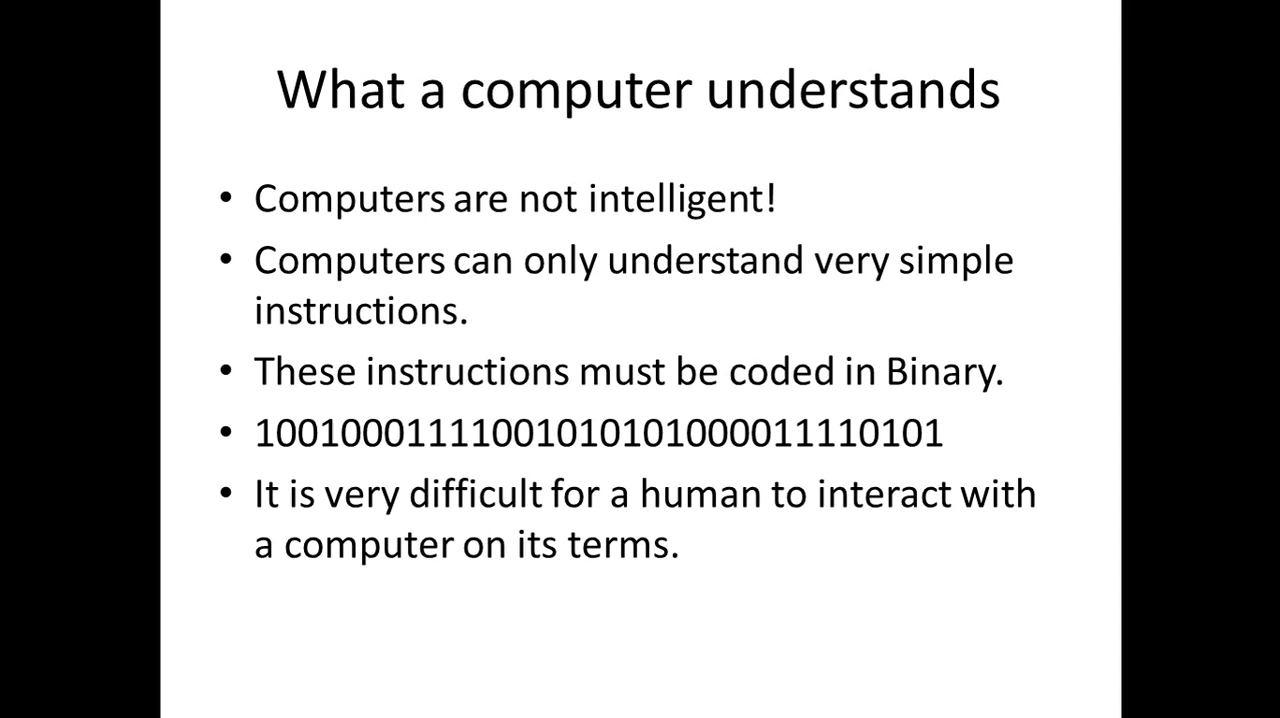 What a computer understands
• Computers are not intelligent!
• Computers can only understand very simple
instructions.
• These instructions must be coded in Binary.
• 1001000111100101010100001111​0101
• It is very difficult for a human to interact with
a computer on its terms.